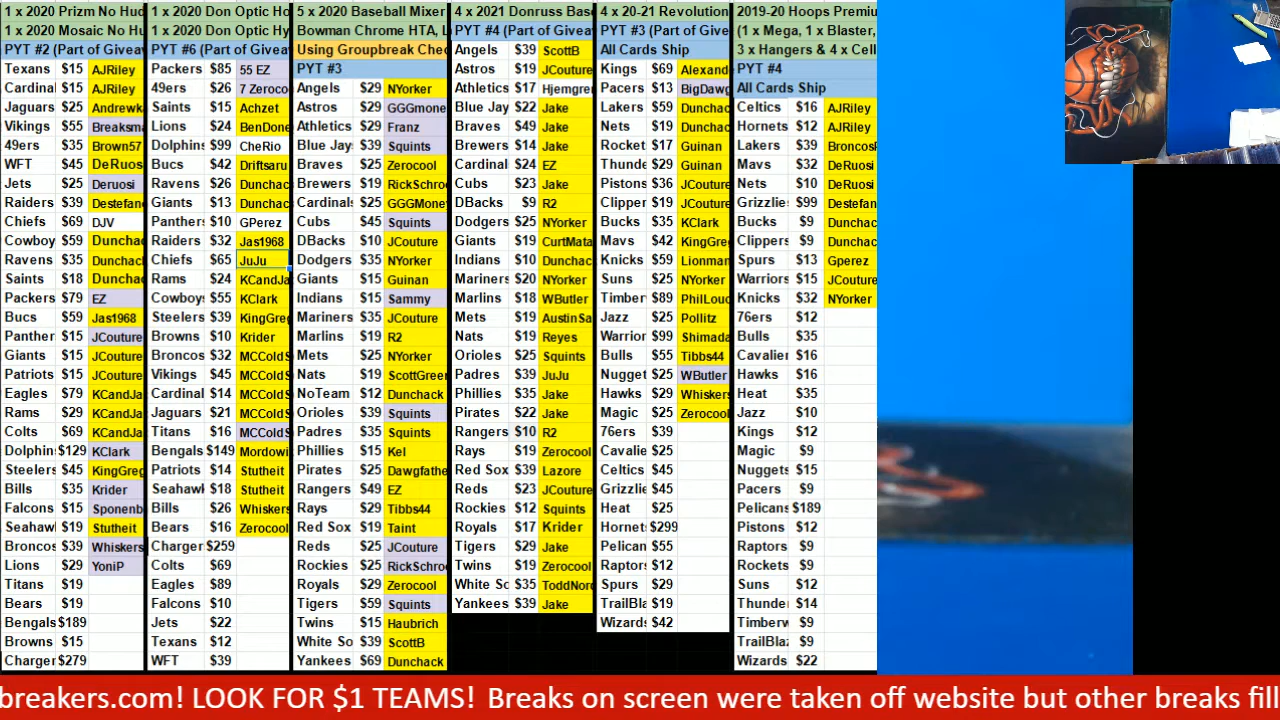 1 x 2020 Prizm No Hu
1 x 2020 Mosaic No Hu
PYT #2 (Part of Giveav
Texans $15 AJRiley
Cardinal $15 AJRiley
Jaguars $25 Andrewk
Vikings $55 Breaksma
49ers $35 Brown57
WFT $45 DeRuos
Jets $25 Deruosi
Raiders $39 Destefan
Chiefs $69 DJV
Cowboy $59 Duncha
Ravens $35 Dunchac
Saints $18 Duncha
Packers $79 EZ
Bucs $59 Jas1968
Panther $15 JCouture
Giants $15 JCouture
Patriots $15 JCouture
Eagles $79 KCandJa
Rams $29 KCandJa
Colts $69 KCandJa
Dolphin $129 KClark
Steelers $45 KingGreg
Bills $35 Krider
Falcons $15 Sponenb
Seahaw $19 Stutheit
Broncos $39 Whiskers
Lions $29 YoniP
Titans $19
Bears $19
Bengals $189
Browns $15
Charger $279
1 x 2020 Don Optic Ho
1 x 2020 Don Optic Hy
PYT #6 (Part of Giveav
Packers $85 55 EZ
49ers $26 7 Zeroco
Saints $15 Achzet
Lions $24 BenDone
Dolphins $99 CheRio
Bucs $42 Driftsaru
Ravens $26 Dunchac
Giants $13 Dunchac
Panthers $10 GPerez
Raiders $32 Jas1968
Chiefs $65 JuJu
Rams $24 KCandJa
Cowboys $55 KClark
Steelers $39 KingGreg
Browns $10 Krider
Broncos $32 MCColdS
Vikings $45 MCColdS
Cardinal $14 MCColdS
Jaguars $21 MCColdS
Titans $16 MCColdS
Bengals $149 Mordowi
Patriots $14 Stutheit
Seahawk $18 Stutheit
Bills $26 Whiskers
Bears $16 Zerocool
Charger $259
Colts $69
Eagles $89
Falcons $10
Jets $22
Texans $12
WFT $39
5 x 2020 Baseball Mixer
Bowman Chrome HTA, L
Using Groupbreak Chec
PYT #3
Angels $29 NYorker
Astros $29 GGGmone
Athletics $29 Franz
Blue Jay $39 Squints
Braves $25 Zerocool
Brewers $19 RickSchro
Cardinals $25 GGGMoney
Cubs $45 Squints
DBacks $10 JCouture
Dodgers $35 NYorker
Giants $15 Guinan
Indians $15 Sammy
Mariners $35 JCouture
Marlins $19 R2
Mets $25 NYorker
Nats $19 ScottGreen
NoTeam $12 Dunchack
Orioles $39 Squints
Padres $35 Squints
Phillies $15 Kel
Pirates $25 Dawgfathe
Rangers $49 EZ
Rays $29 Tibbs44
Red Sox $19 Taint
Reds $25 JCouture
Rockies $25 RickSchro
Royals $29 Zerocool
Tigers $59 Squints
Twins $15 Haubrich
White So $39 ScottB
Yankees $69 Dunchack
4 x 2021 Donruss Base
PYT #4 (Part of Givea
Angels $39 ScottB
Astros $19 JCouture
Athletics $17 Hjemgre
Blue Jay $22 Jake
Braves $49 Jake
Brewers $14 Jake
Cardinal $24 EZ
Cubs $23 Jake
DBacks $9 R2
Dodgers $25 NYorker
Giants $19 CurtMata
Indians $10 Dunchac
Mariners $20 NYorker
Marlins $18 WButler
Mets $19 AustinSa
Nats $19 Reyes
Orioles $25 Squints
Padres $39 JuJu
Phillies $35 Jake
Pirates $22 Jake
Rangers $10 R2
Rays $19 Zerocool
Red Sox $39 Lazore
Reds $23 JCouture
Rockies $12 Squints
Royals $17 Krider
Tigers $29 Jake
Twins $19 Zerocool
White So $35 ToddNord
Yankees $39 Jake
4 x 20-21 Revolution
PYT #3 (Part of Give
All Cards Ship
Kings $69 Alexand
Pacers $13 BigDawg
Lakers $59 Dunchac
Nets $19 Dunchac
Rocket $17 Guinan
Thunde $29 Guinan
Pistons $36 JCouture
Clipper $19 JCouture
Bucks $35 KClark
Mavs $42 KingGre
Knicks $59 Lionman
Suns $25 NYorker
Timber $89 PhilLouc
Jazz $25 Pollitz
Warrior $99 Shimada
Bulls $55 Tibbs44
Nugget $25 WButler
Hawks $29 Whiskers
Magic $25 Zerocool
76ers $39
Cavalie $25
Celtics $45
Grizzlie $45
Heat $25
Hornet $299
Pelican $55
Raptor $12
Spurs $29
TrailBla $19
Wizard $42
2019-20 Hoops Premiu
(1 x Mega, 1 x Blaster,
3 x Hangers & 4 x Cell
PYT #4
All Cards Ship
Celtics $16 AJRiley
Hornets $12 AJRiley
Lakers $39 Broncosl
Mavs $32 DeRuosi
Nets $10 DeRuosi
Grizzlie $99 Destefan
Bucks $9 Dunchac
Clippers $9 Dunchac
Spurs $13 Gperez
Warriors $15 JCouture
Knicks $32 NYorker
76ers $12
Bulls $35
Cavalier $16
Hawks $16
Heat $35
Jazz $10
Kings $12
Magic $9
Nuggets $15
Pacers $9
Pelicans $189
Pistons $12
Raptors $9
Rockets $9
Suns $12
Thunder $14
Timberw $9
TrailBlaz $9
Wizards $22
breakers.com! LOOK FOR $1 TEAMS! Breaks on screen were taken off website but other breaks fill